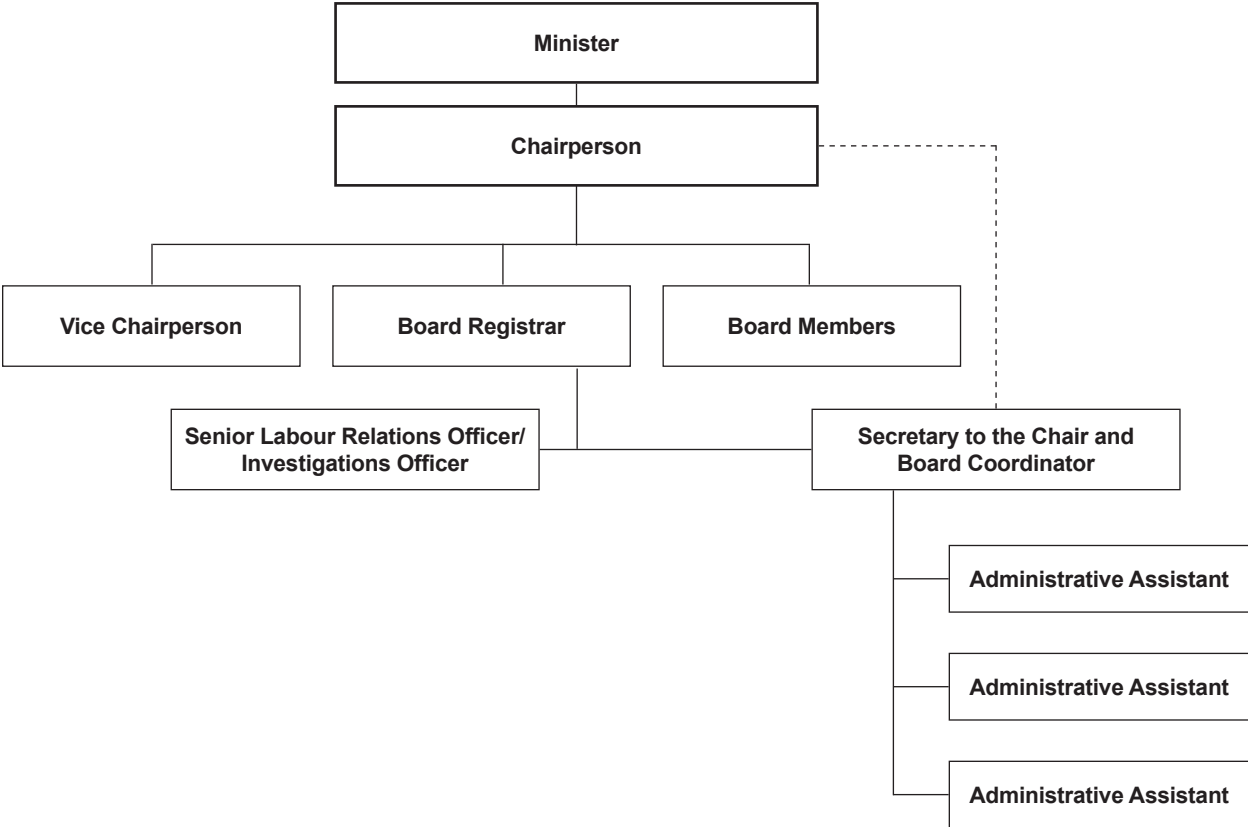 Minister
Chairperson
Vice Chairperson
Board Registrar
Board Members
Senior Labour Relations Officer/
Investigations Officer
Secretary to the Chair and
Board Coordinator
Administrative Assistant
Administrative Assistant
Administrative Assistant